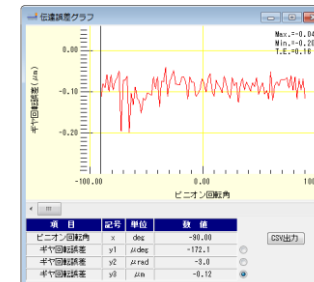 伝達誤差グラフ
Max.=-0.04
Min.=-0.20
T.E.=0.16
0.00
-0.10
-0.20
ギヤ回転誤差(μm)
-100.00
0.00
100
ピニオン回転角
項 目 記号 単位 数 値
ピニオン回転角 x deg -90.00
ギヤ回転誤差 y1 μdeg -172.1
ギヤ回転誤差 y2 μrad -3.0
ギヤ回転誤差 y3 μm -0.12
CSV出力